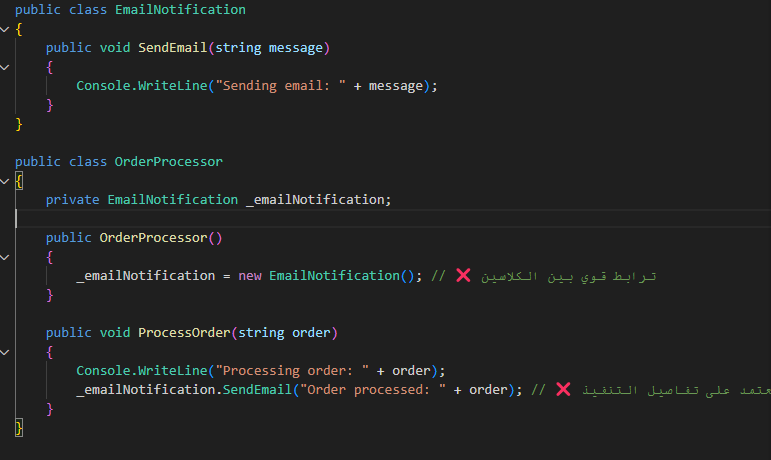 public class EmailNotification
{
public void SendEmail(string message)
{
Console.WriteLine("Sending email: " + message);
}
}
public class OrderProcessor
{
private EmailNotification _emailNotification;
public OrderProcessor()
{
_emailNotification = new EmailNotification(); // ❌ ترابط قوي بين الكلاسين
}
public void ProcessOrder(string order)
{
Console.WriteLine("Processing order: " + order);
_emailNotification.SendEmail("Order processed: " + order); // ❌ عتمد على تفاصيل التنفيذ
}
}